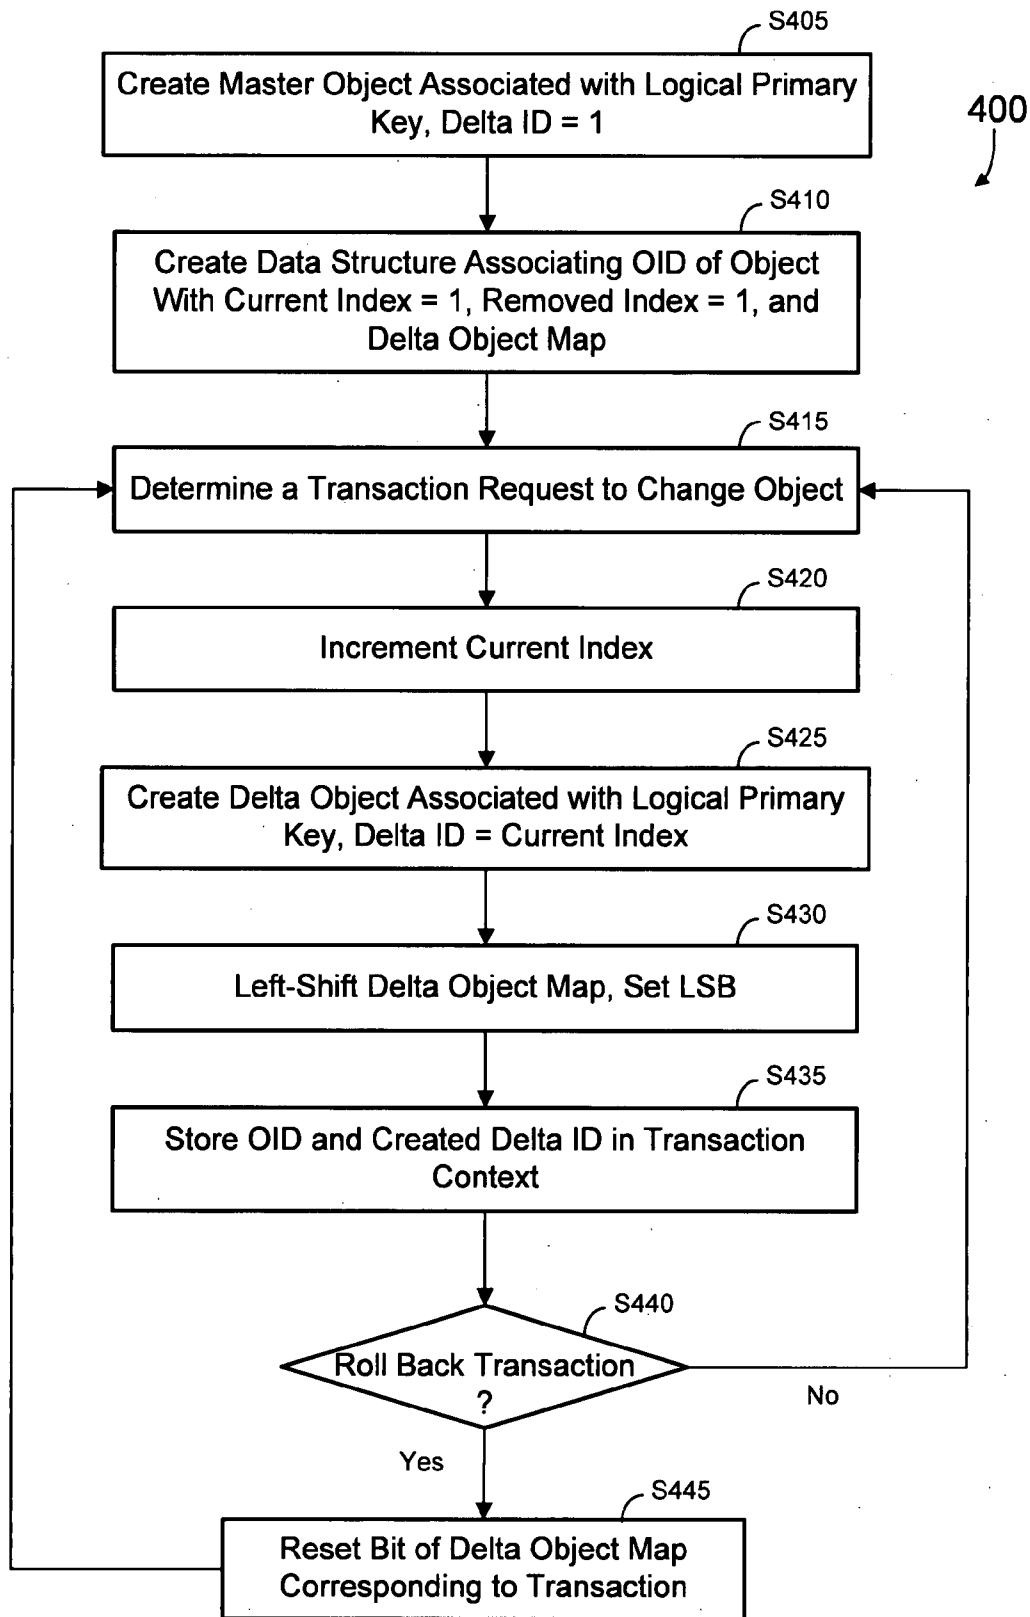 S405
Create Master Object Associated with Logical Primary
Key, Delta ID = 1
400
S410
Create Data Structure Associating OID of Object
With Current Index = 1, Removed Index = 1, and
Delta Object Map
S415
Determine a Transaction Request to Change Object
S420
Increment Current Index
S425
Create Delta Object Associated with Logical Primary
Key, Delta ID = Current Index
S430
Left-Shift Delta Object Map, Set LSB
S435
Store OID and Created Delta ID in Transaction
Context
S440
Roll Back Transaction
?
No
Yes
S445
Reset Bit of Delta Object Map
Corresponding to Transaction